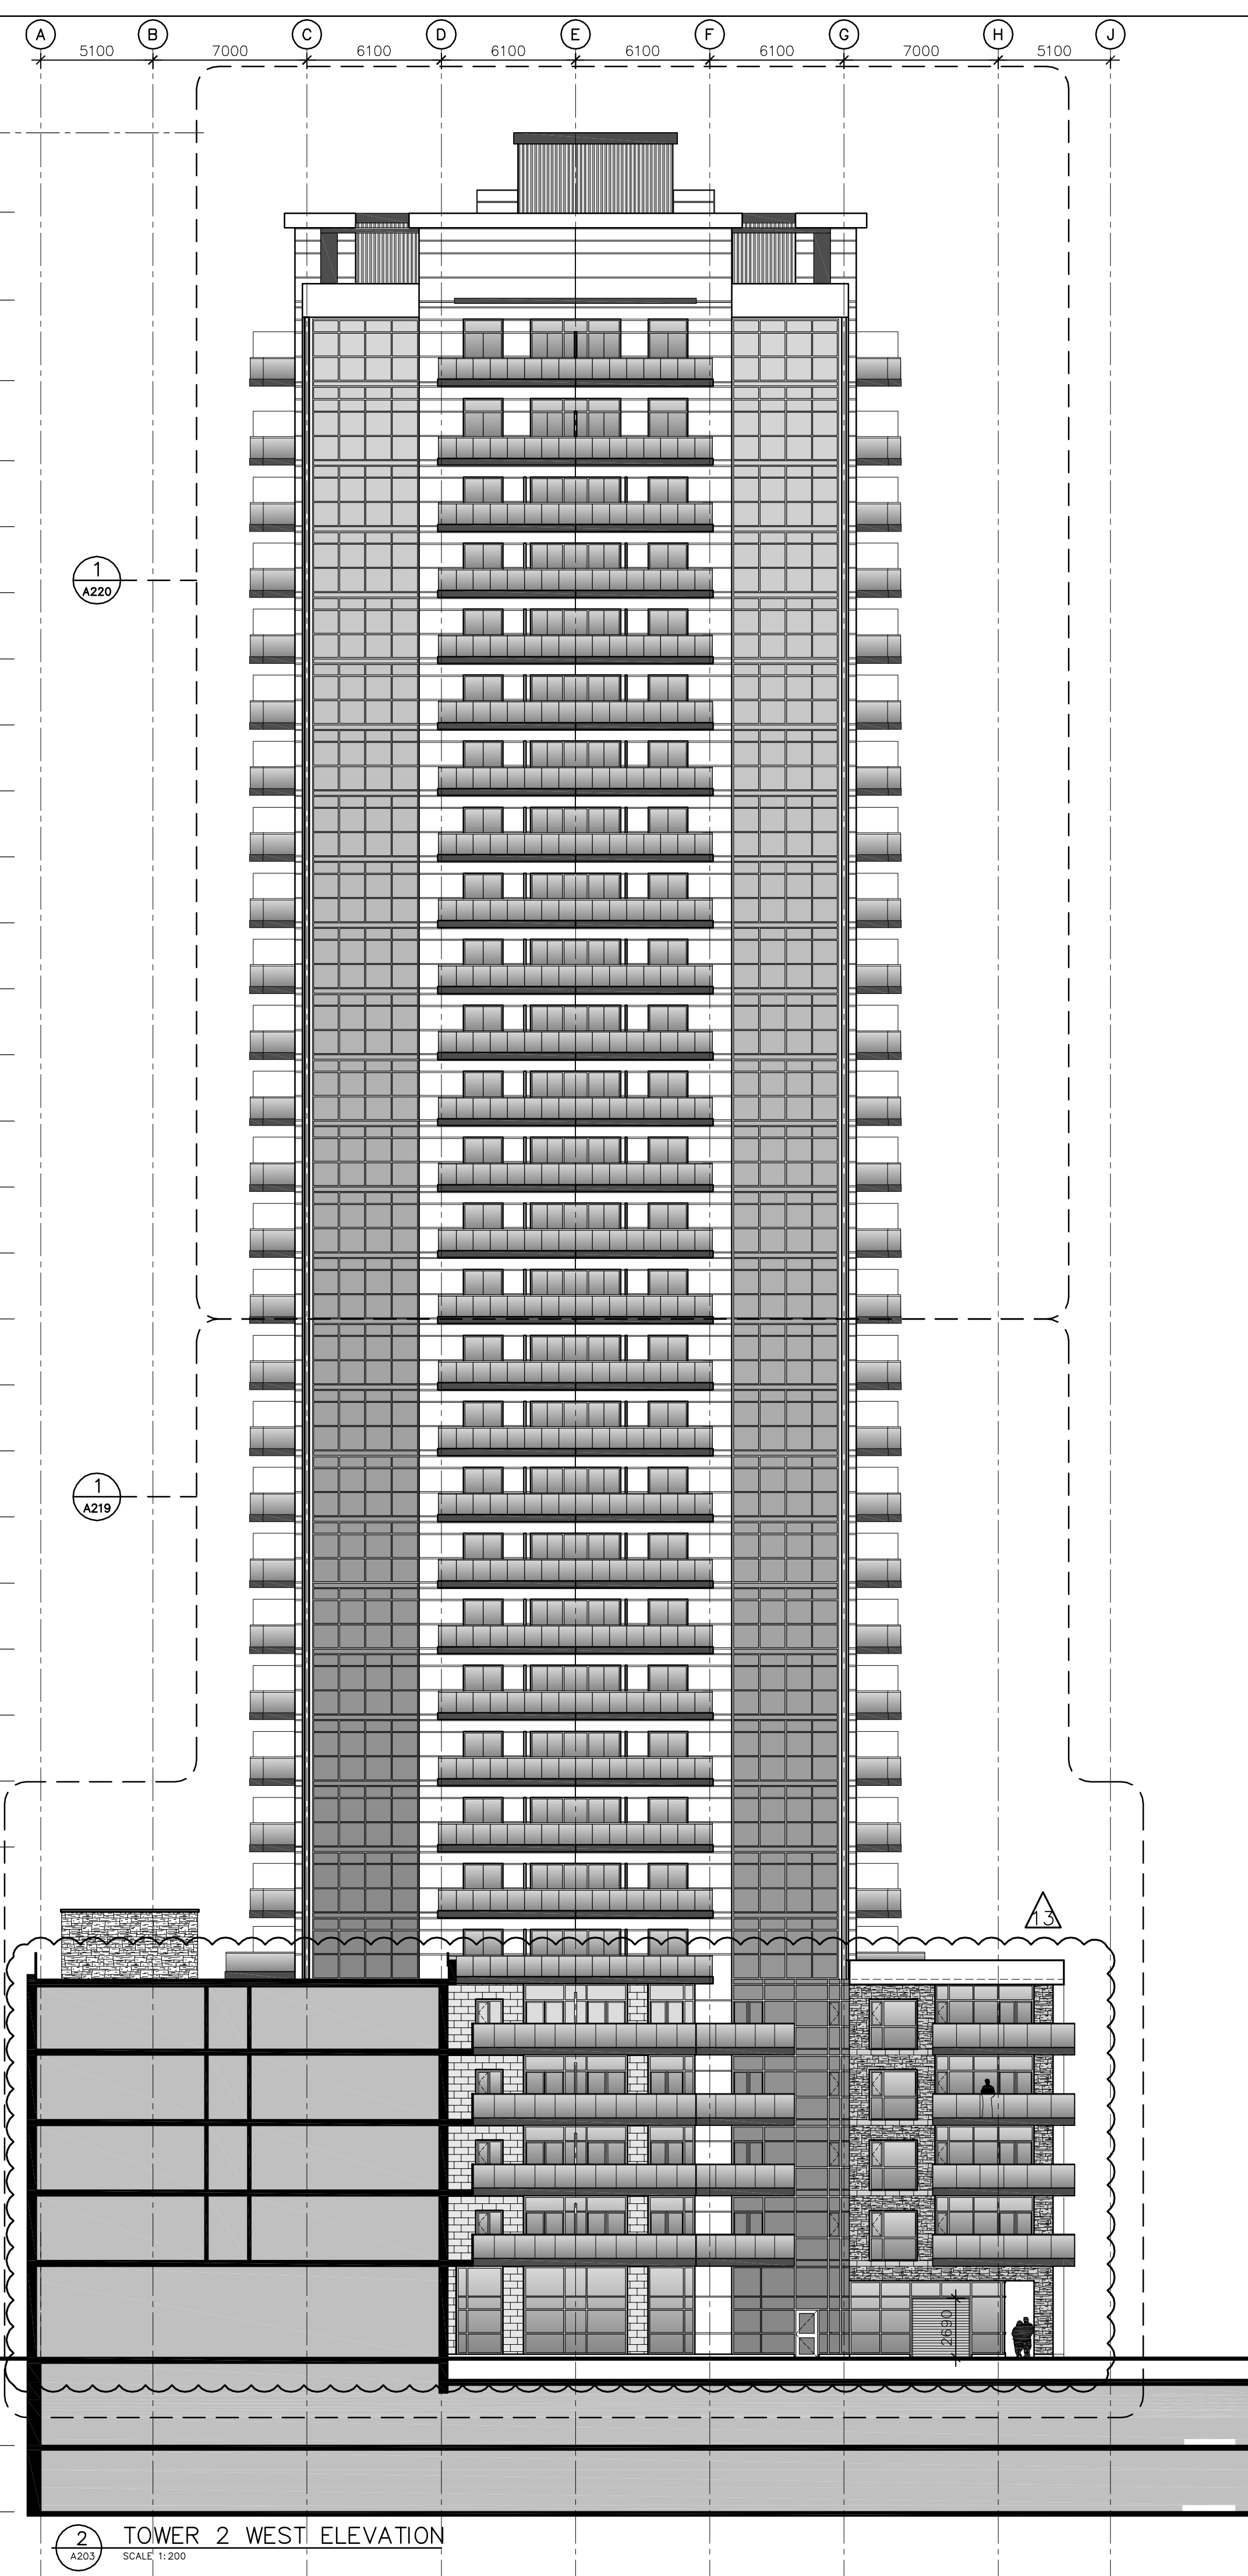 A B C D E F G H J
5100 7000 6100 6100 6100 6100 7000 5100
1
A220
1
A219
13
2690
2 TOWER 2 WEST ELEVATION
A203 SCALE 1:200